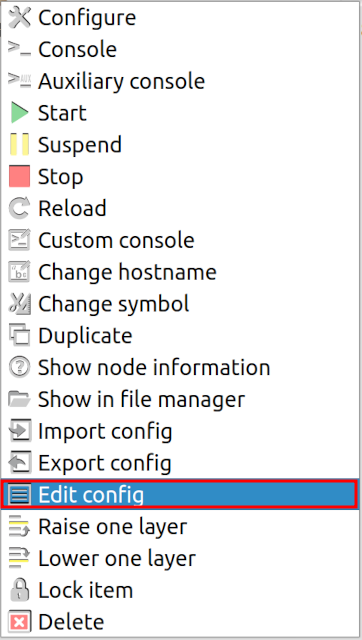 Configure
Console
Auxiliary console
Start
Suspend
Stop
Reload
Custom console
Change hostname
Change symbol
Duplicate
Show node information
Show in file manager
Import config
Export config
Edit config
Raise one layer
Lower one layer
Lock item
Delete